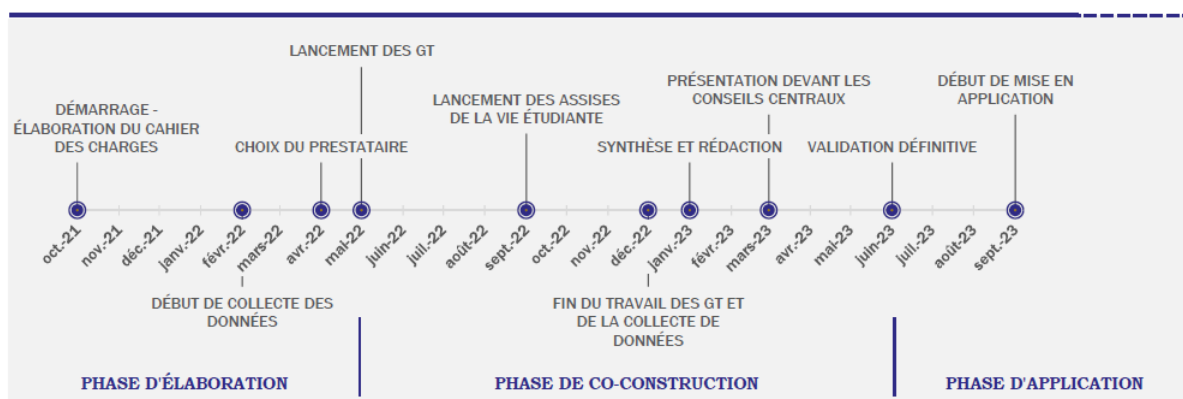 LANCEMENT DES GT
DÉMARRAGE -
ÉLABORATION DU CAHIER
DES CHARGES
CHOIX DU PRESTATAIRE
LANCEMENT DES ASSISES
DE LA VIE ÉTUDIANTE
PRÉSENTATION DEVANT LES
CONSEILS CENTRAUX
SYNTHÈSE ET RÉDACTION
DÉBUT DE MISE EN
APPLICATION
VALIDATION DÉFINITIVE
oct.-21
nov.-21
déc.-21
janv.-22
févr.-22
mars-22
avr.-22
mai-22
juin-22
juil.-22
août-22
sept.-22
oct.-22
nov.-22
déc.-22
janv.-23
févr.-23
mars-23
avr.-23
mai-23
juin-23
juil.-23
août-23
sept.-23
DÉBUT DE COLLECTE DES
DONNÉES
FIN DU TRAVAIL DES GT ET
DE LA COLLECTE DE
DONNÉES
PHASE D'ÉLABORATION
PHASE DE CO-CONSTRUCTION
PHASE D'APPLICATION